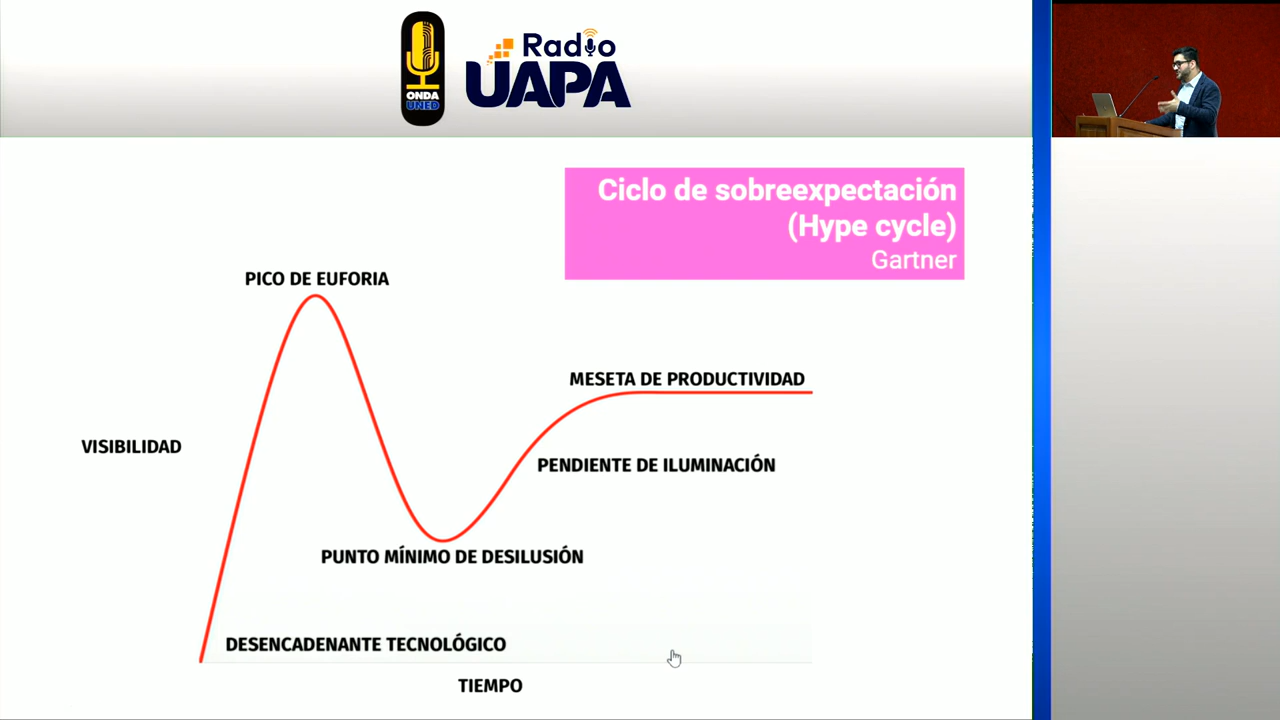 ONDA
UNED
Radio
UAPA
Ciclo de sobreexpectación
(Hype cycle)
Gartner
PICO DE EUFORIA
MESETA DE PRODUCTIVIDAD
VISIBILIDAD
PENDIENTE DE ILUMINACIÓN
PUNTO MÍNIMO DE DESILUSIÓN
DESENCADENANTE TECNOLÓGICO
TIEMPO